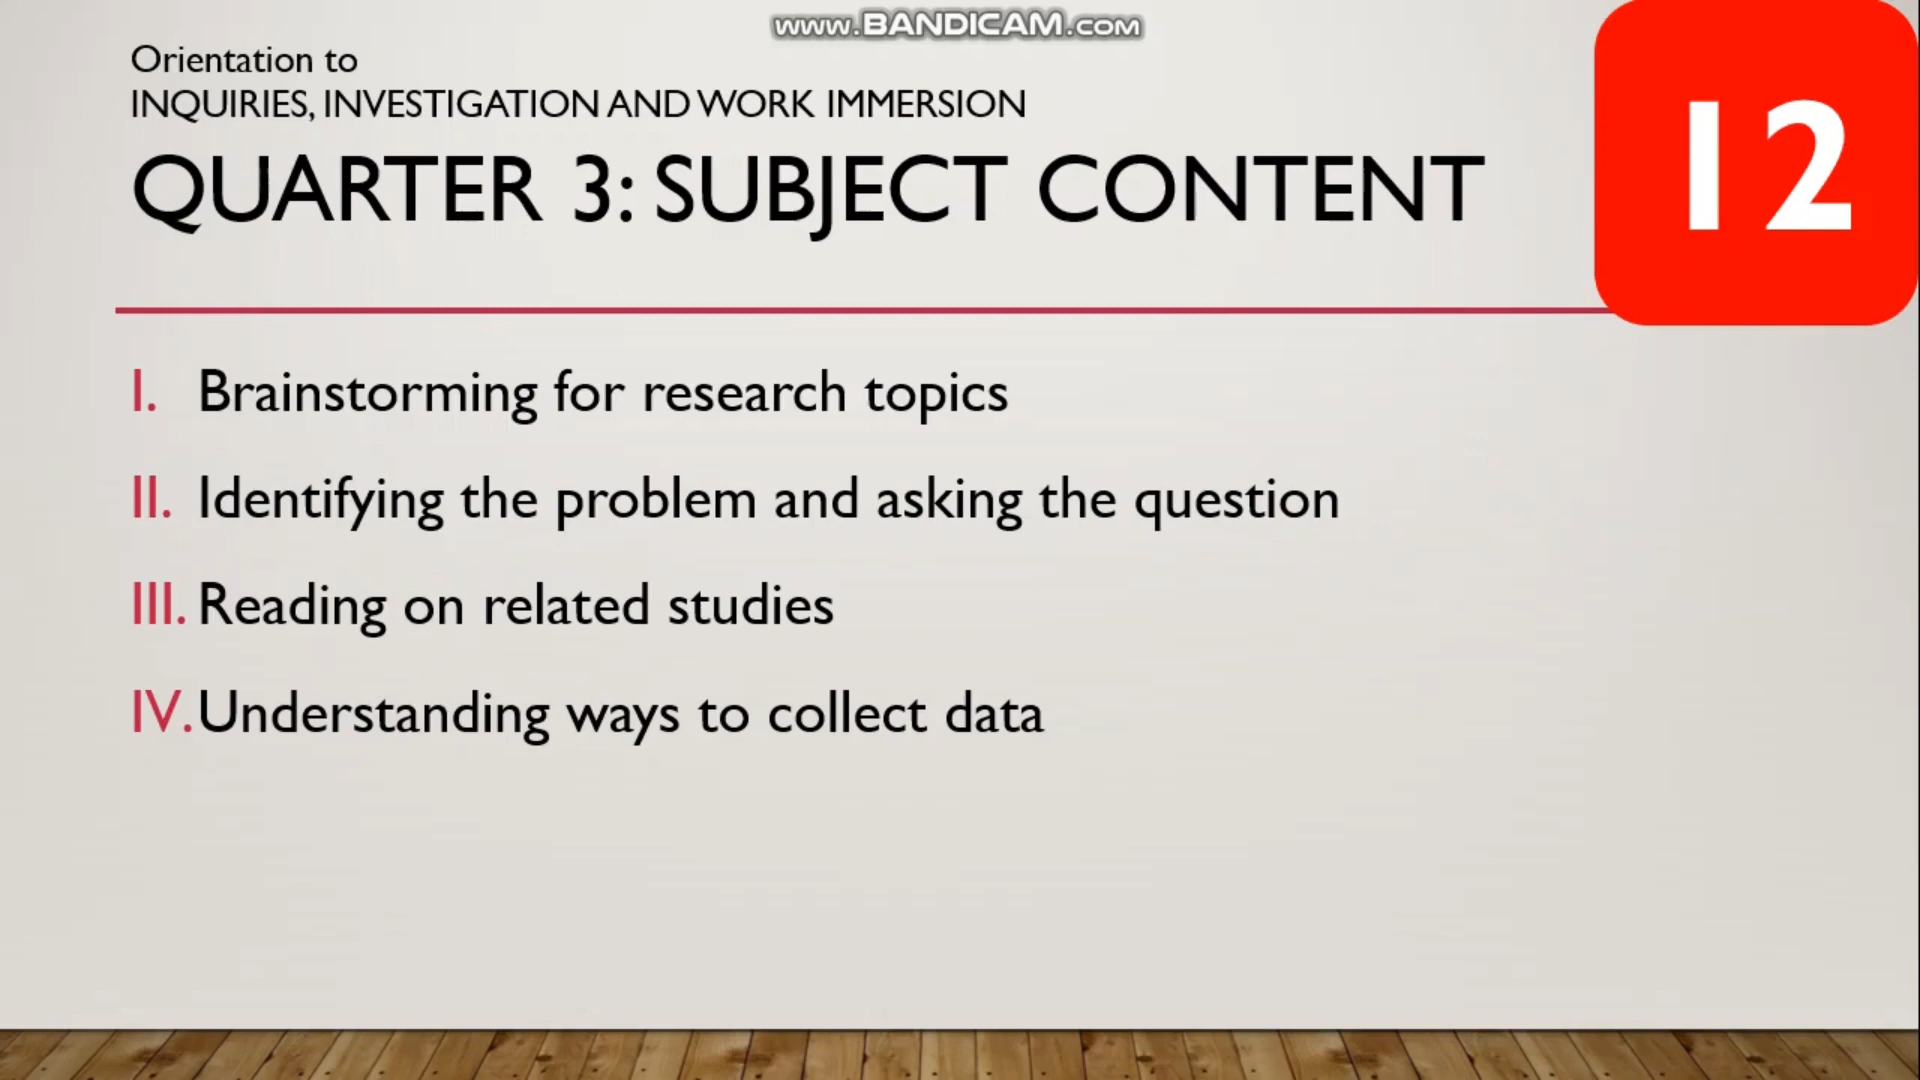 www.BANDICAM.com
Orientation to
INQUIRIES, INVESTIGATION AND WORK IMMERSION
QUARTER 3: SUBJECT CONTENT
12
I. Brainstorming for research topics
II. Identifying the problem and asking the question
III. Reading on related studies
IV. Understanding ways to collect data